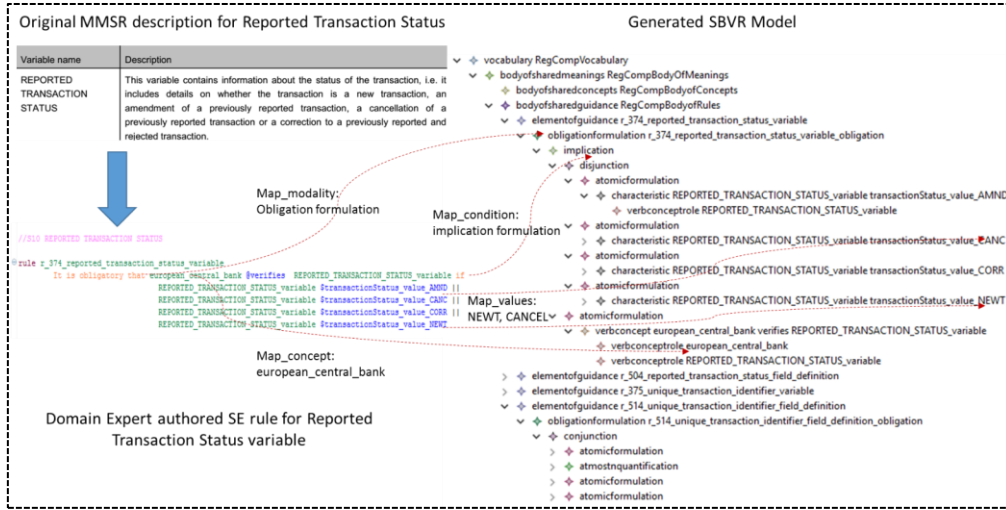 Original MMSR description for Reported Transaction Status
Variable name
Description
REPORTED
TRANSACTION
STATUS
This variable contains information about the status of the transaction, i.e. it
includes details on whether the transaction is a new transaction, an
amendment of a previously reported transaction, a cancellation of a
previously reported transaction or a correction to a previously reported and
rejected transaction.
//S10 REPORTED TRANSACTION STATUS
rule r_374_reported_transaction_status_variable
It is obligatory that european_central_bank @verifies REPORTED_TRANSACTION_STATUS_variable if
REPORTED_TRANSACTION_STATUS_variable $transactionStatus_value_AMND ||
REPORTED_TRANSACTION_STATUS_variable $transactionStatus_value_CANC ||
REPORTED_TRANSACTION_STATUS_variable $transactionStatus_value_CORR ||
REPORTED_TRANSACTION_STATUS_variable $transactionStatus_value_NEWT
Domain Expert authored SE rule for Reported
Transaction Status variable
Map_modality:
Obligation formulation
Map_condition:
implication formulation
Map_values:
NEWT, CANCEL
Map_concept:
european_central_bank
Generated SBVR Model
vocabulary RegCompVocabulary
bodyofsharedmeanings RegCompBodyOfMeanings
bodyofsharedconcepts RegCompBodyofConcepts
bodyofsharedguidance RegCompBodyofRules
elementofguidance r_374_reported_transaction_status_variable
obligationformulation r_374_reported_transaction_status_variable_obligation
implication
disjunction
atomicformulation
characteristic REPORTED_TRANSACTION_STATUS_variable transactionStatus_value_AMND
verbconceptrole REPORTED_TRANSACTION_STATUS_variable
atomicformulation
characteristic REPORTED_TRANSACTION_STATUS_variable transactionStatus_value_CANC
atomicformulation
characteristic REPORTED_TRANSACTION_STATUS_variable transactionStatus_value_CORR
atomicformulation
characteristic REPORTED_TRANSACTION_STATUS_variable transactionStatus_value_NEWT
atomicformulation
verbconcept european_central_bank verifies REPORTED_TRANSACTION_STATUS_variable
verbconceptrole european_central_bank
verbconceptrole REPORTED_TRANSACTION_STATUS_variable
elementofguidance r_504_reported_transaction_status_field_definition
elementofguidance r_375_unique_transaction_identifier_variable
elementofguidance r_514_unique_transaction_identifier_field_definition
obligationformulation r_514_unique_transaction_identifier_field_definition_obligation
conjunction
atomicformulation
atmostnquantification
atomicformulation
atomicformulation